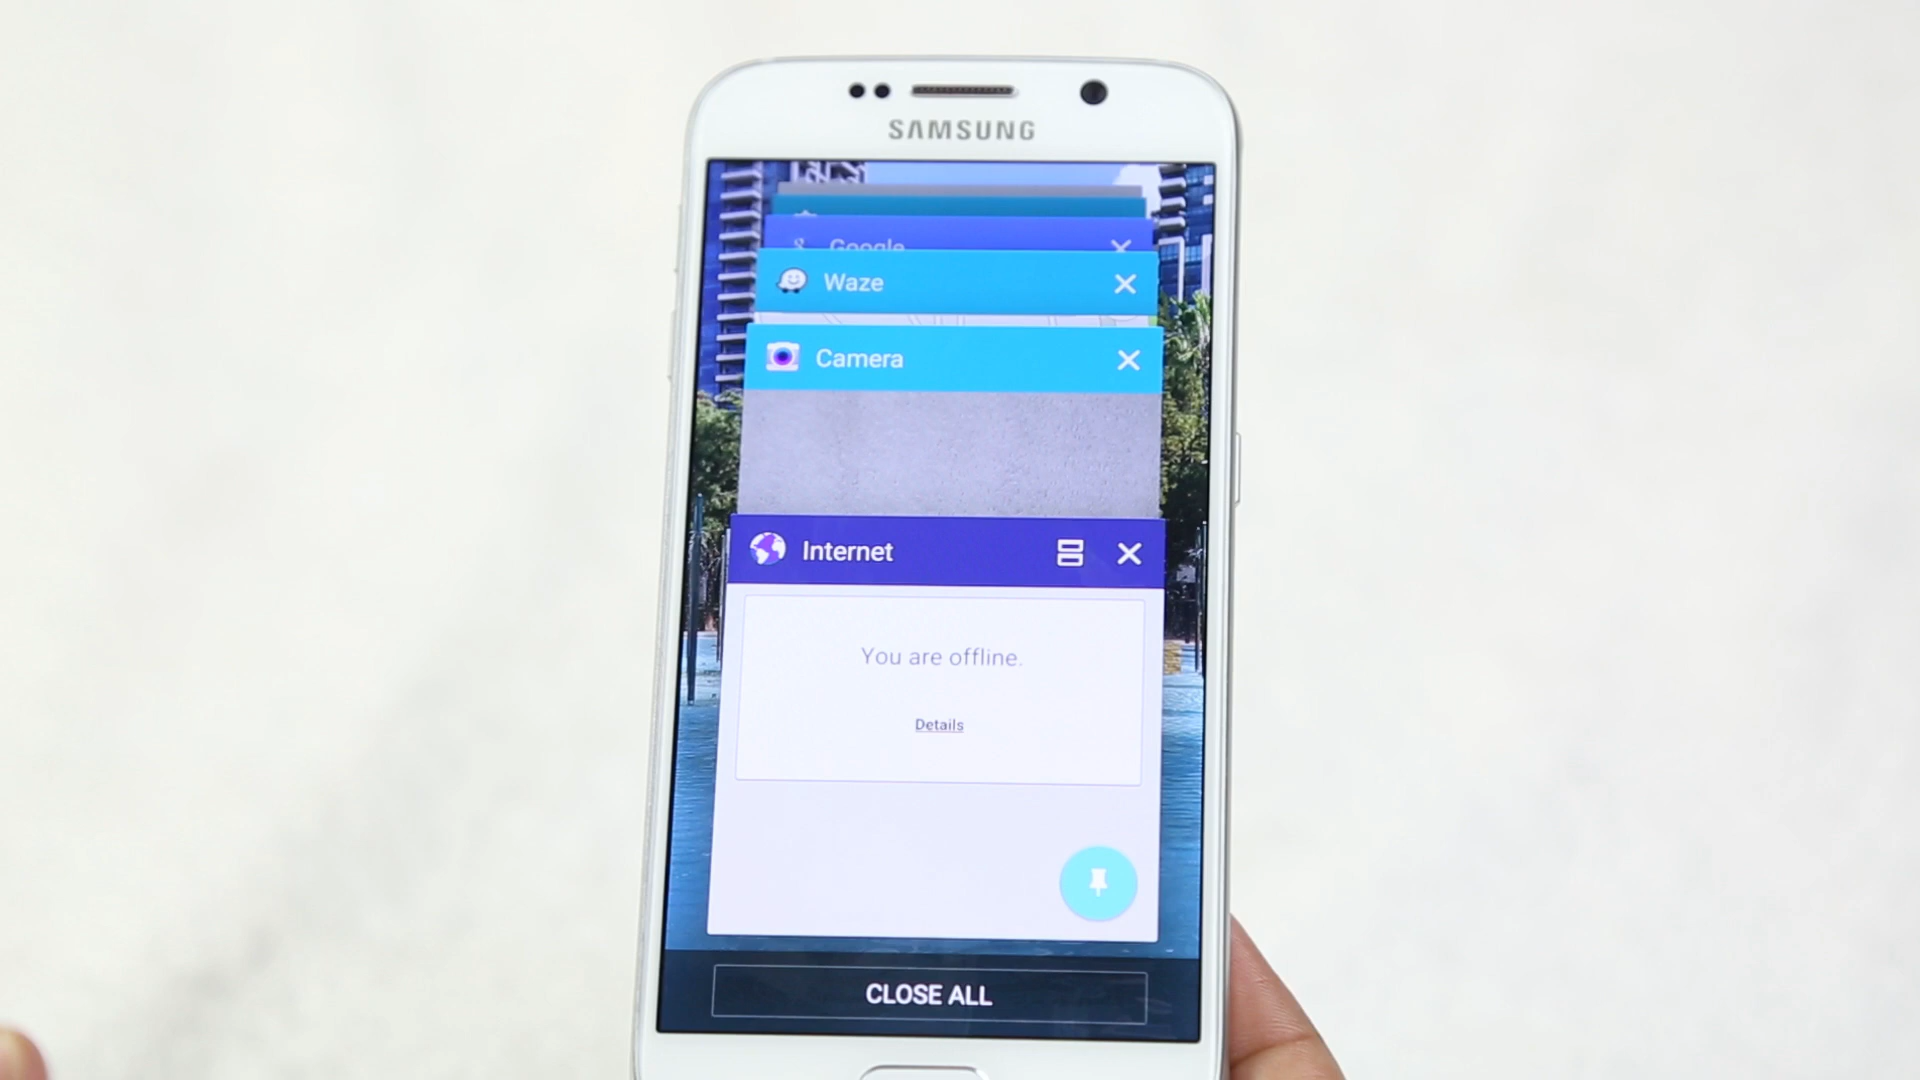 SAMSUNG
Google
Waze
Camera
Internet
You are offline.
Details
CLOSE ALL